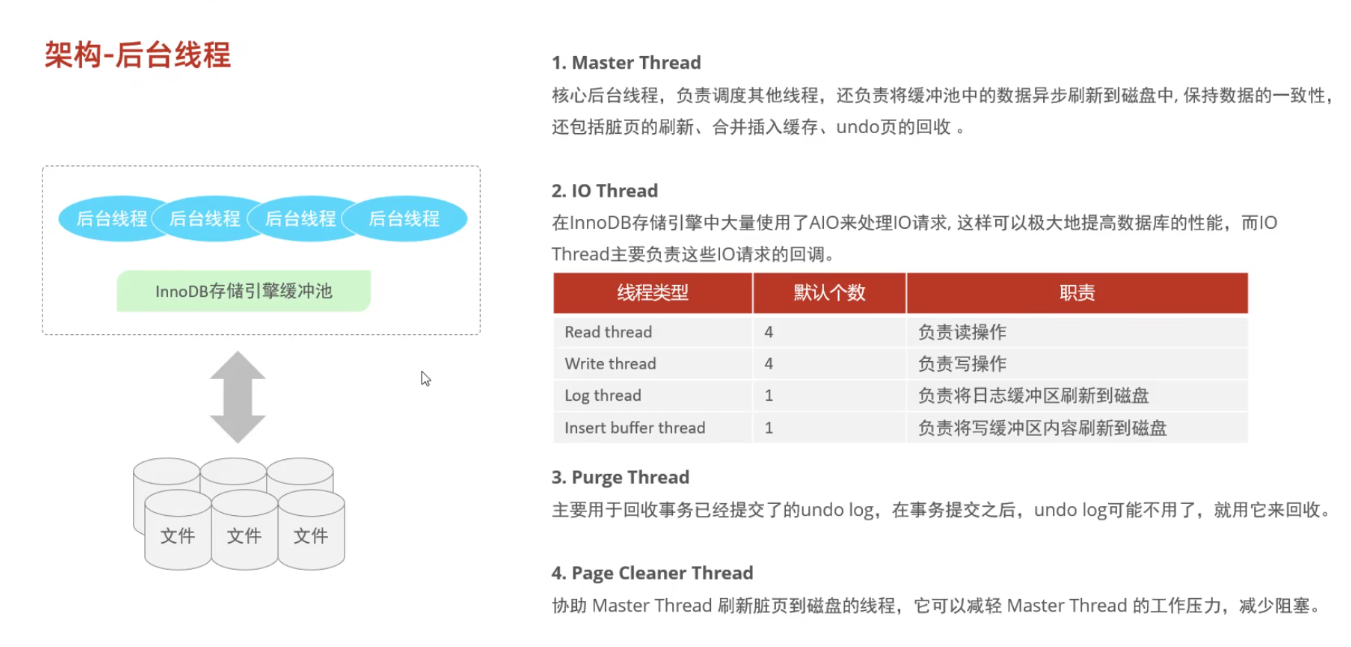 架构-后台线程
后台线程 后台线程 后台线程 后台线程
InnoDB存储引擎缓冲池
文件 文件 文件
1. Master Thread
核心后台线程，负责调度其他线程，还负责将缓冲池中的数据异步刷新到磁盘中, 保持数据的一致性，
还包括脏页的刷新、合并插入缓存、undo页的回收 。
2. IO Thread
在InnoDB存储引擎中大量使用了AIO来处理IO请求, 这样可以极大地提高数据库的性能，而IO
Thread主要负责这些IO请求的回调。
线程类型 默认个数 职责
Read thread 4 负责读操作
Write thread 4 负责写操作
Log thread 1 负责将日志缓冲区刷新到磁盘
Insert buffer thread 1 负责将写缓冲区内容刷新到磁盘
3. Purge Thread
主要用于回收事务已经提交了的undo log，在事务提交之后，undo log可能不用了，就用它来回收。
4. Page Cleaner Thread
协助 Master Thread 刷新脏页到磁盘的线程，它可以减轻 Master Thread 的工作压力，减少阻塞。